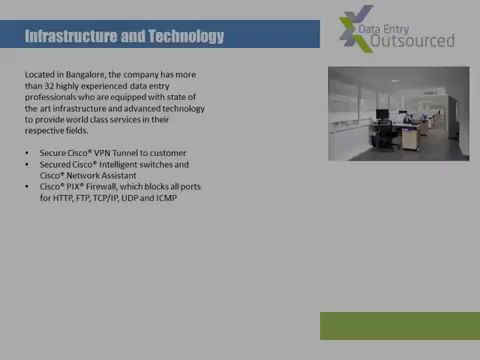 Infrastructure and Technology
Data Entry
Outsourced
Located in Bangalore, the company has more
than 32 highly experienced data entry
professionals who are equipped with state of
the art infrastructure and advanced technology
to provide world class services in their
respective fields.
• Secure Cisco® VPN Tunnel to customer
• Secured Cisco® Intelligent switches and
Cisco® Network Assistant
• Cisco® PIX® Firewall, which blocks all ports
for HTTP, FTP, TCP/IP, UDP and ICMP